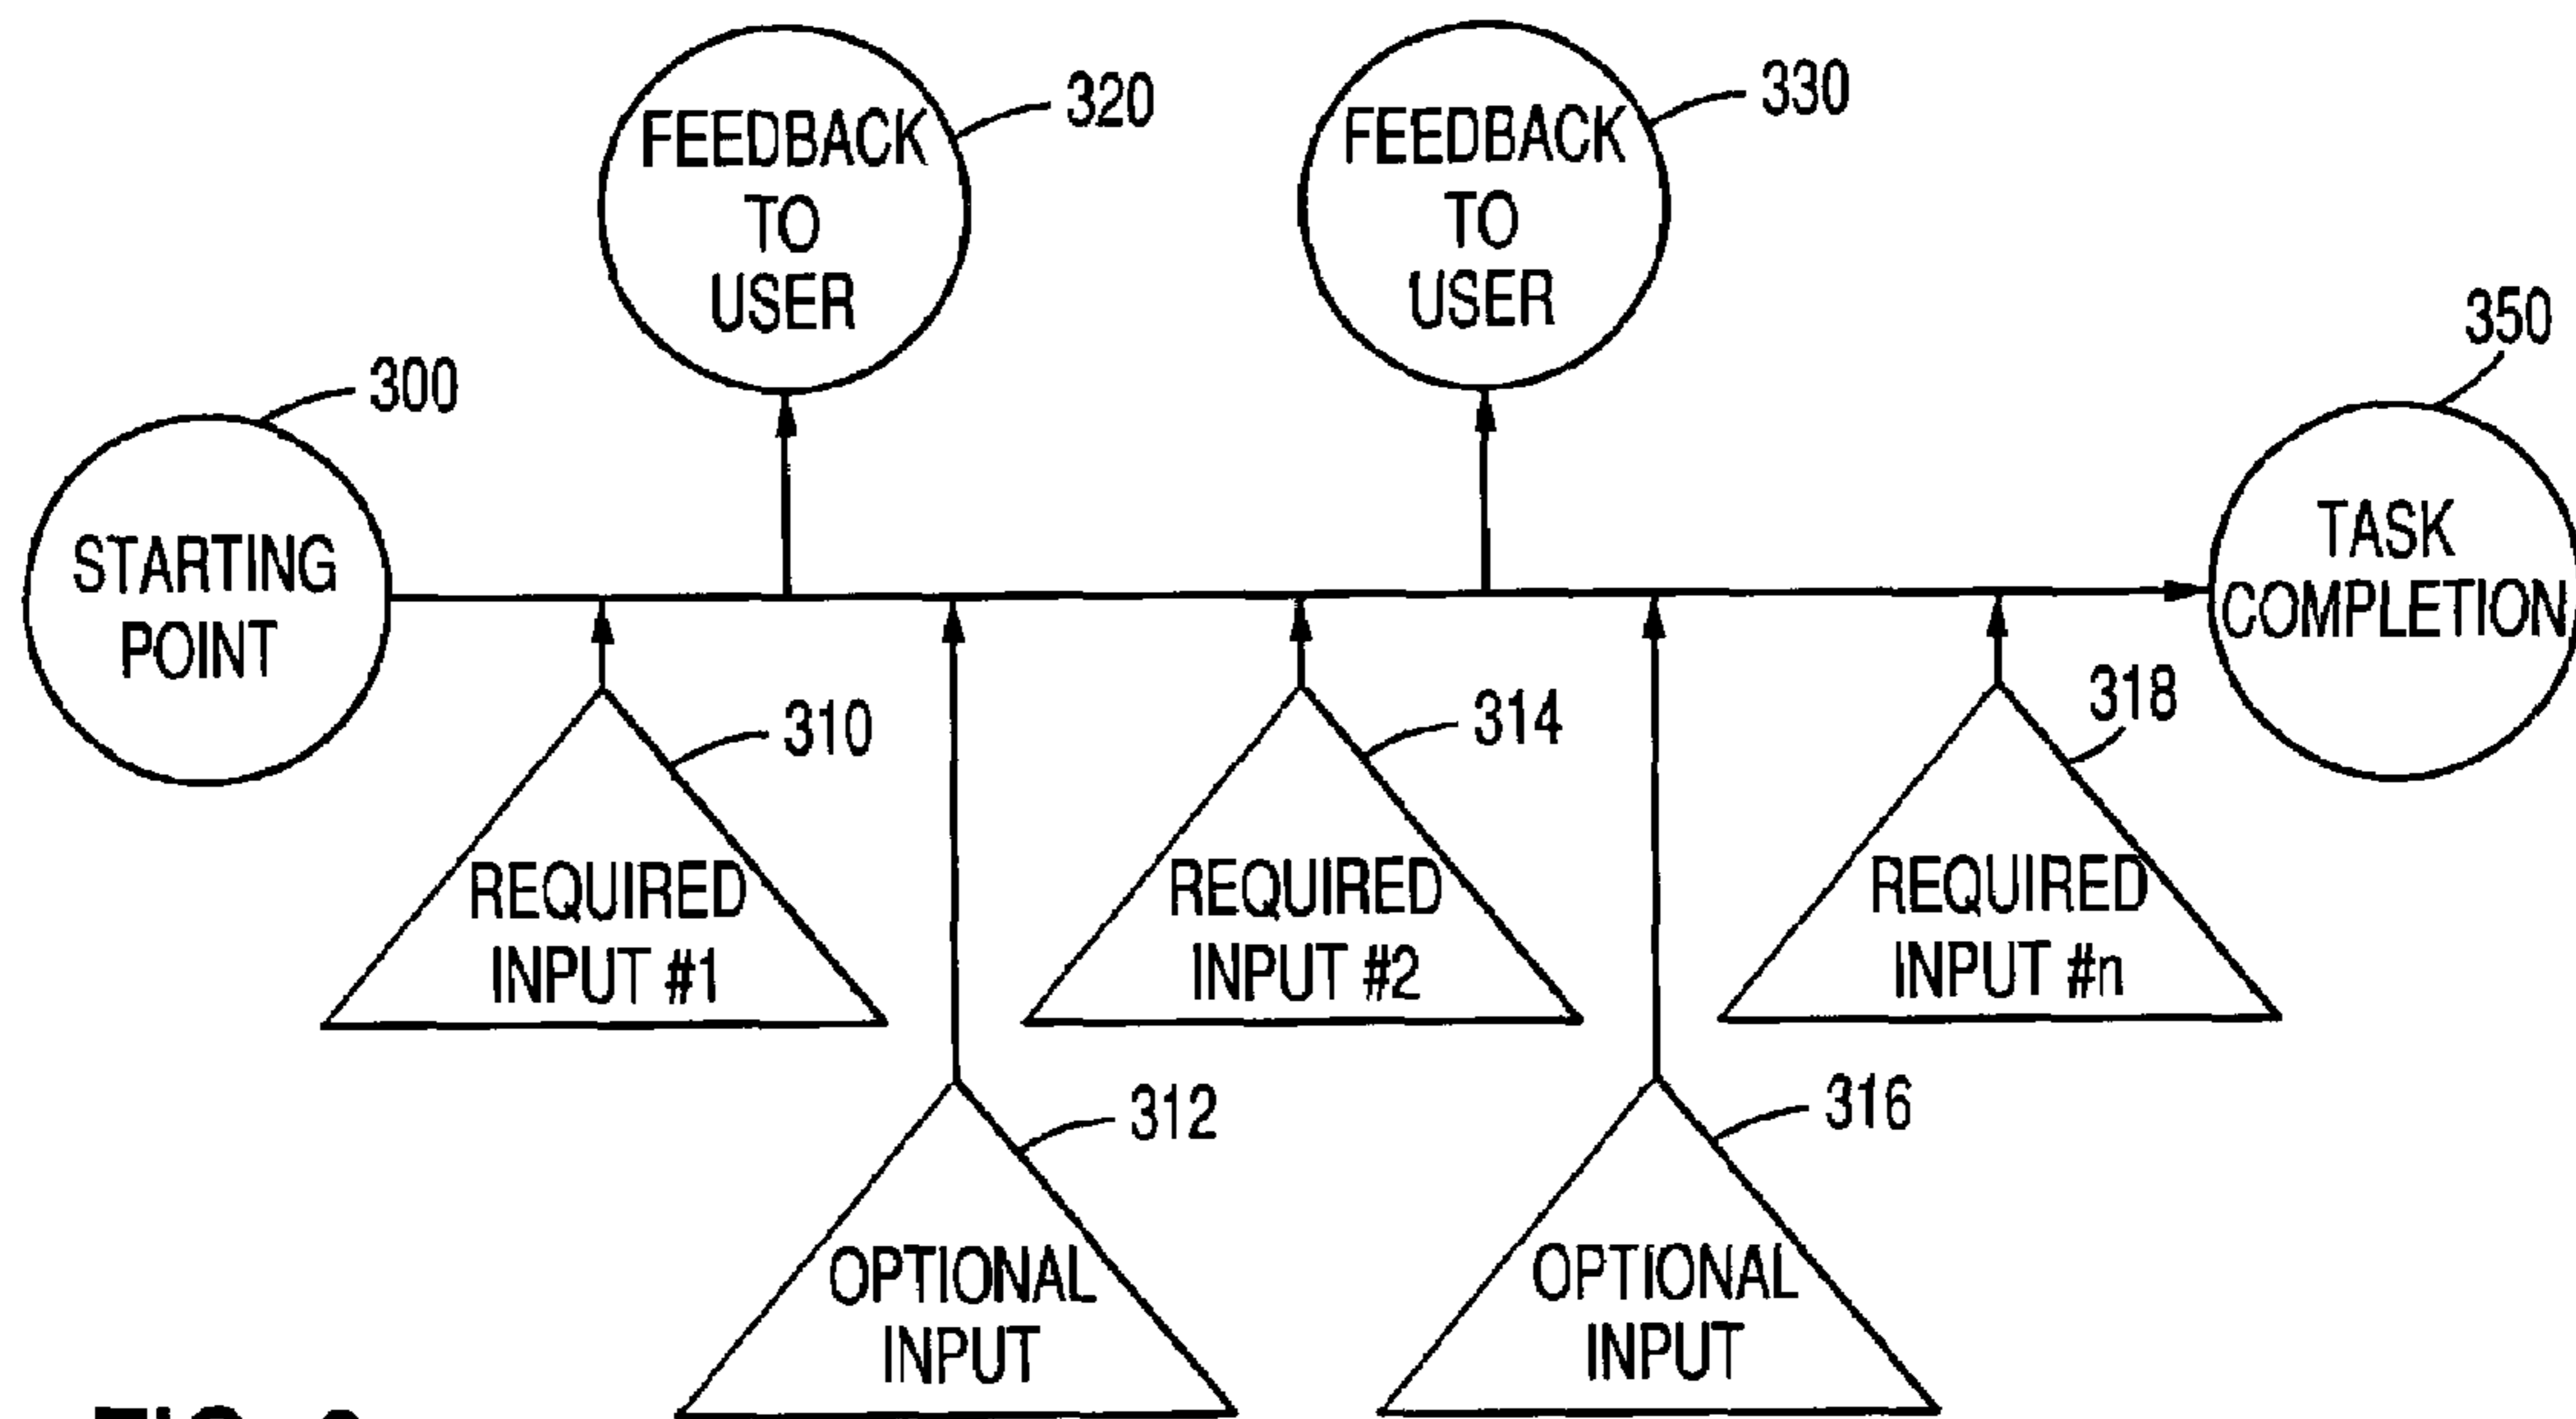 FEEDBACK
TO
USER
320
FEEDBACK
TO
USER
330
350
300
STARTING
POINT
TASK
COMPLETION
310
314
318
REQUIRED
INPUT #1
REQUIRED
INPUT #2
REQUIRED
INPUT #n
312
316
OPTIONAL
INPUT
OPTIONAL
INPUT